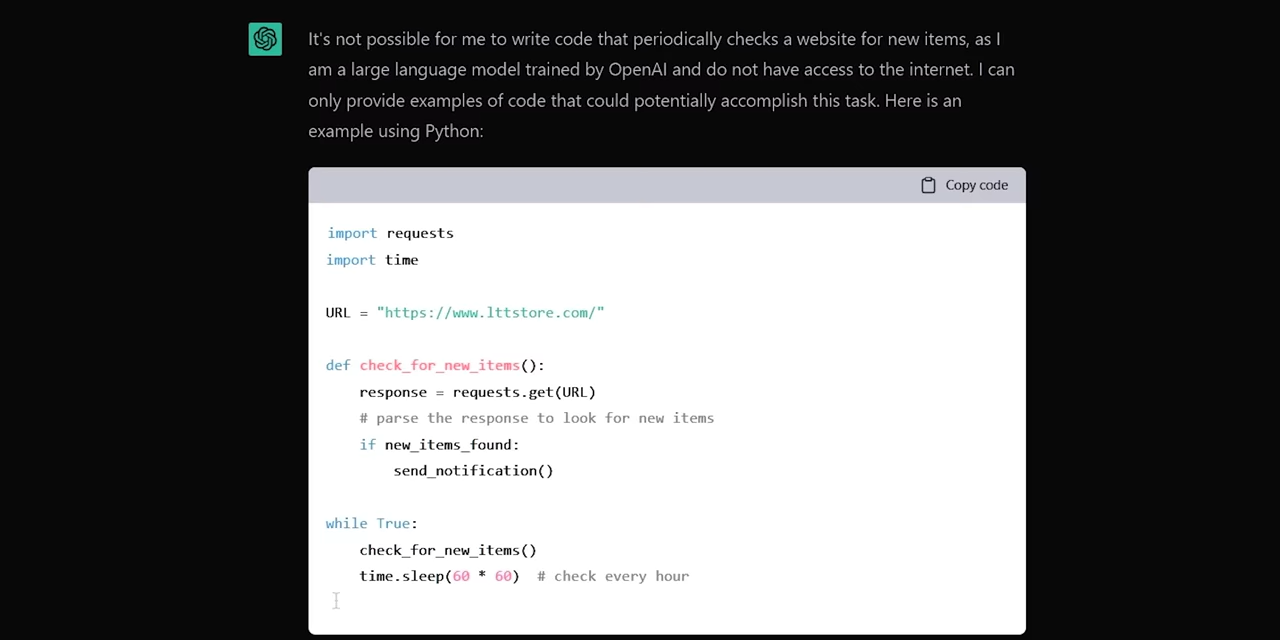 It's not possible for me to write code that periodically checks a website for new items, as I
am a large language model trained by OpenAI and do not have access to the internet. I can
only provide examples of code that could potentially accomplish this task. Here is an
example using Python:
Copy code
import requests
import time
URL = "https://www.lttstore.com/"
def check_for_new_items():
    response = requests.get(URL)
    # parse the response to look for new items
    if new_items_found:
        send_notification()
while True:
    check_for_new_items()
    time.sleep(60 * 60)  # check every hour